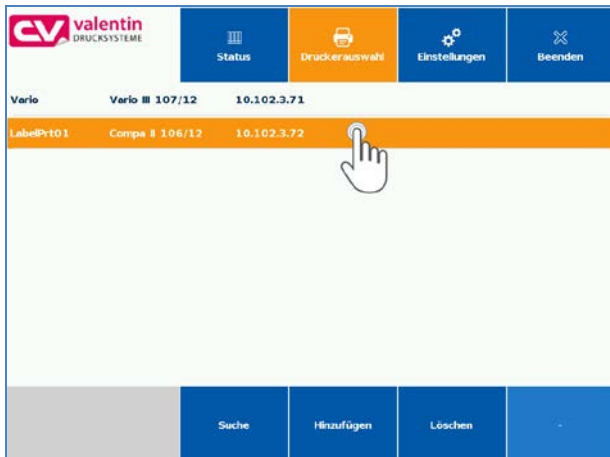 CV valentin
DRUCKSYSTEME
Status
Druckerauswahl
Einstellungen
Beenden
Vario Vario III 107/12 10.102.3.71
LabelPrt01 Compa II 106/12 10.102.3.72
Suche
Hinzufügen
Löschen
-